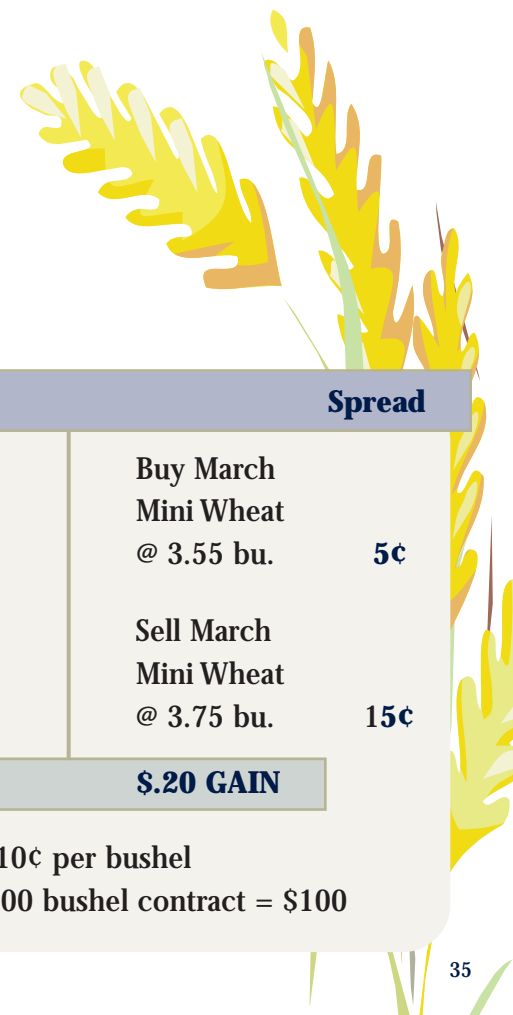 Spread
Buy March
Mini Wheat
@ 3.55 bu. 5¢
Sell March
Mini Wheat
@ 3.75 bu. 15¢
$.20 GAIN
10¢ per bushel
00 bushel contract = $100
35